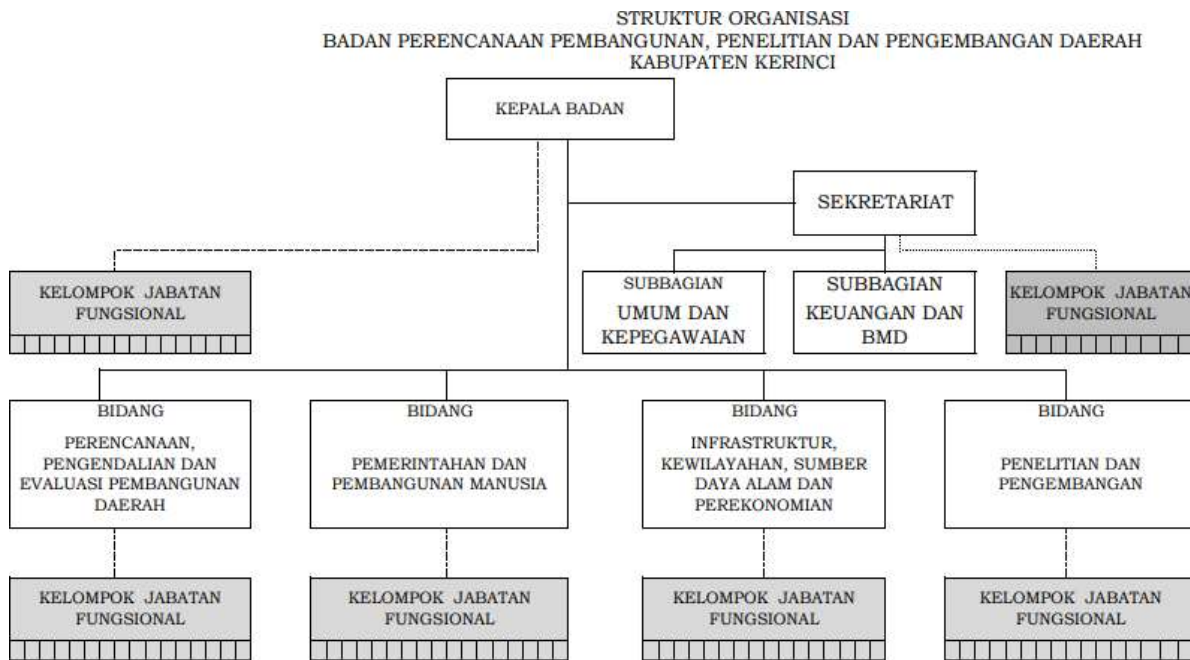 STRUKTUR ORGANISASI
BADAN PERENCANAAN PEMBANGUNAN, PENELITIAN DAN PENGEMBANGAN DAERAH
KABUPATEN KERINCI
KEPALA BADAN
SEKRETARIAT
KELOMPOK JABATAN
FUNGSIONAL
SUBBAGIAN
UMUM DAN
KEPEGAWAIAN
SUBBAGIAN
KEUANGAN DAN
BMD
KELOMPOK JABATAN
FUNGSIONAL
BIDANG
PERENCANAAN,
PENGENDALIAN DAN
EVALUASI PEMBANGUNAN
DAERAH
BIDANG
PEMERINTAHAN DAN
PEMBANGUNAN MANUSIA
BIDANG
INFRASTRUKTUR,
KEWILAYAHAN, SUMBER
DAYA ALAM DAN
PEREKONOMIAN
BIDANG
PENELITIAN DAN
PENGEMBANGAN
KELOMPOK JABATAN
FUNGSIONAL
KELOMPOK JABATAN
FUNGSIONAL
KELOMPOK JABATAN
FUNGSIONAL
KELOMPOK JABATAN
FUNGSIONAL